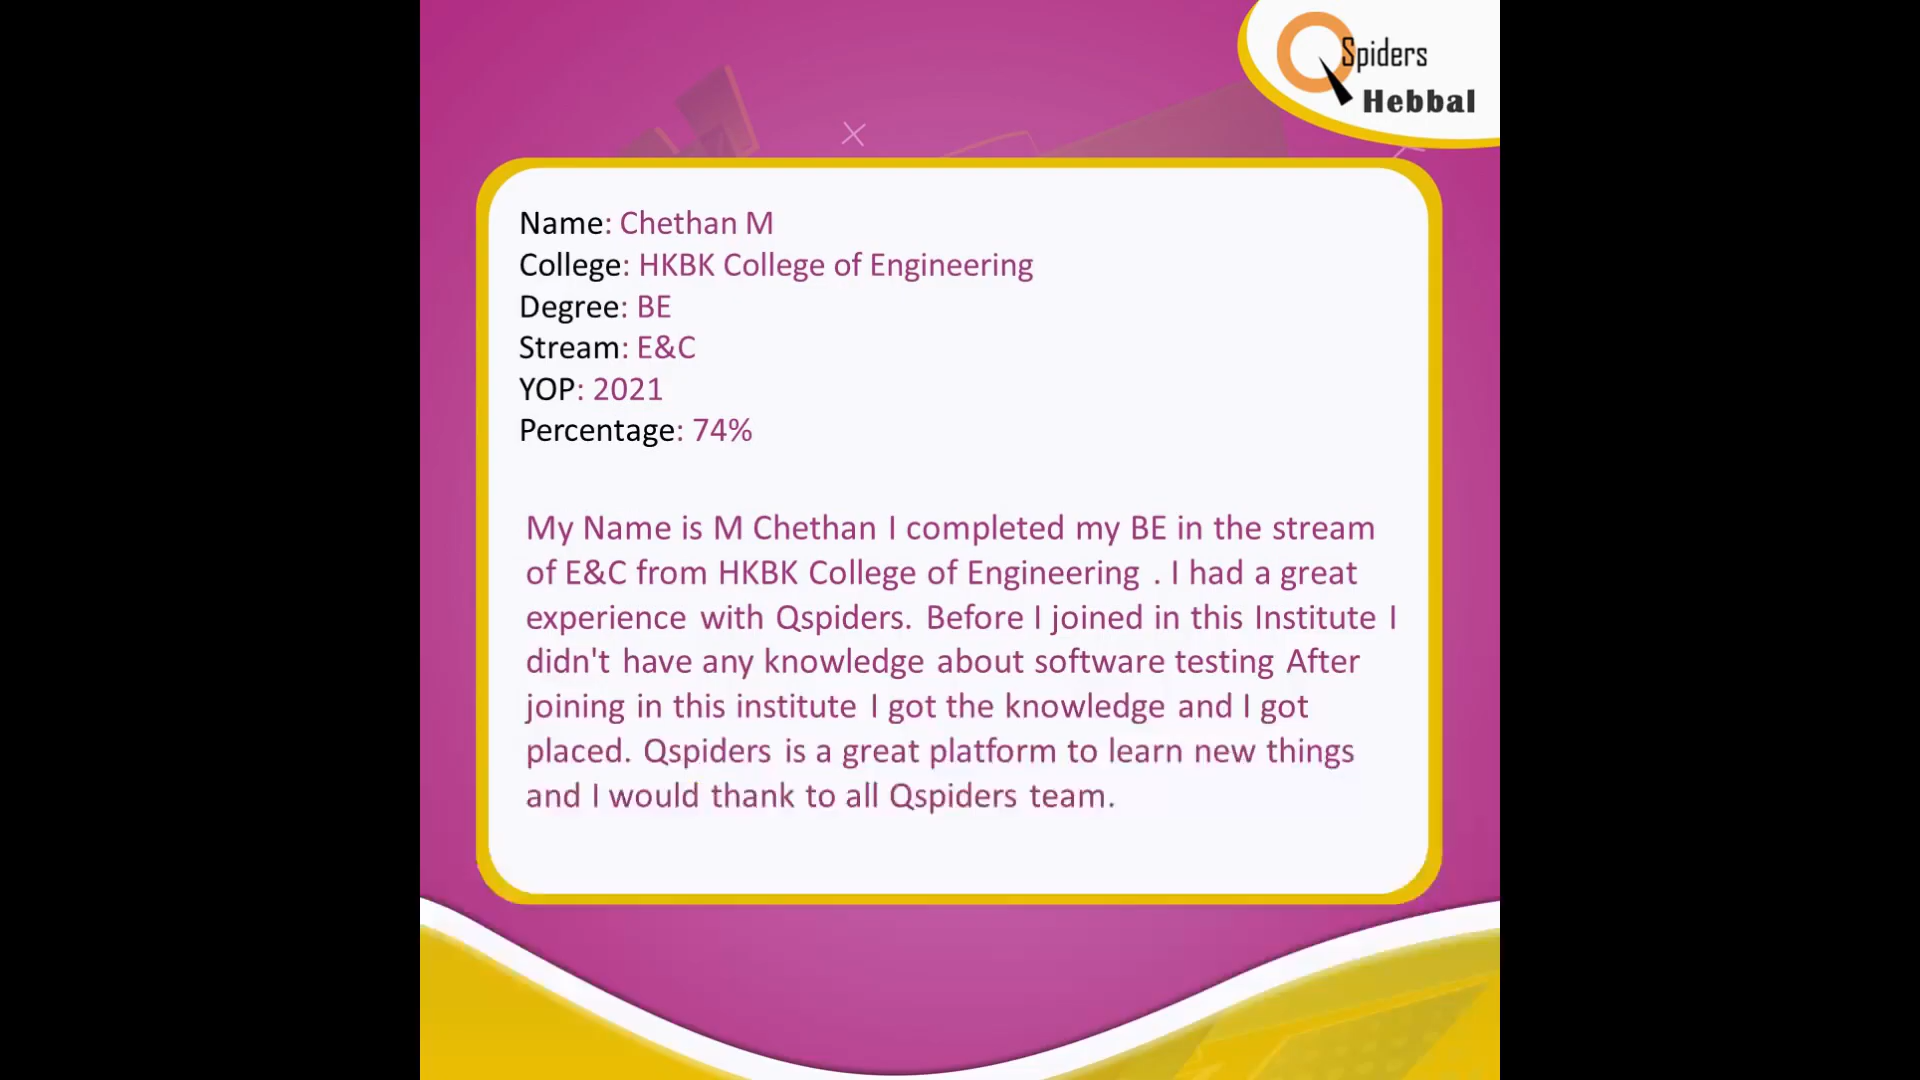 QSpiders
Hebbal
Name: Chethan M
College: HKBK College of Engineering
Degree: BE
Stream: E&C
YOP: 2021
Percentage: 74%
My Name is M Chethan I completed my BE in the stream
of E&C from HKBK College of Engineering . I had a great
experience with Qspiders. Before I joined in this Institute I
didn't have any knowledge about software testing After
joining in this institute I got the knowledge and I got
placed. Qspiders is a great platform to learn new things
and I would thank to all Qspiders team.